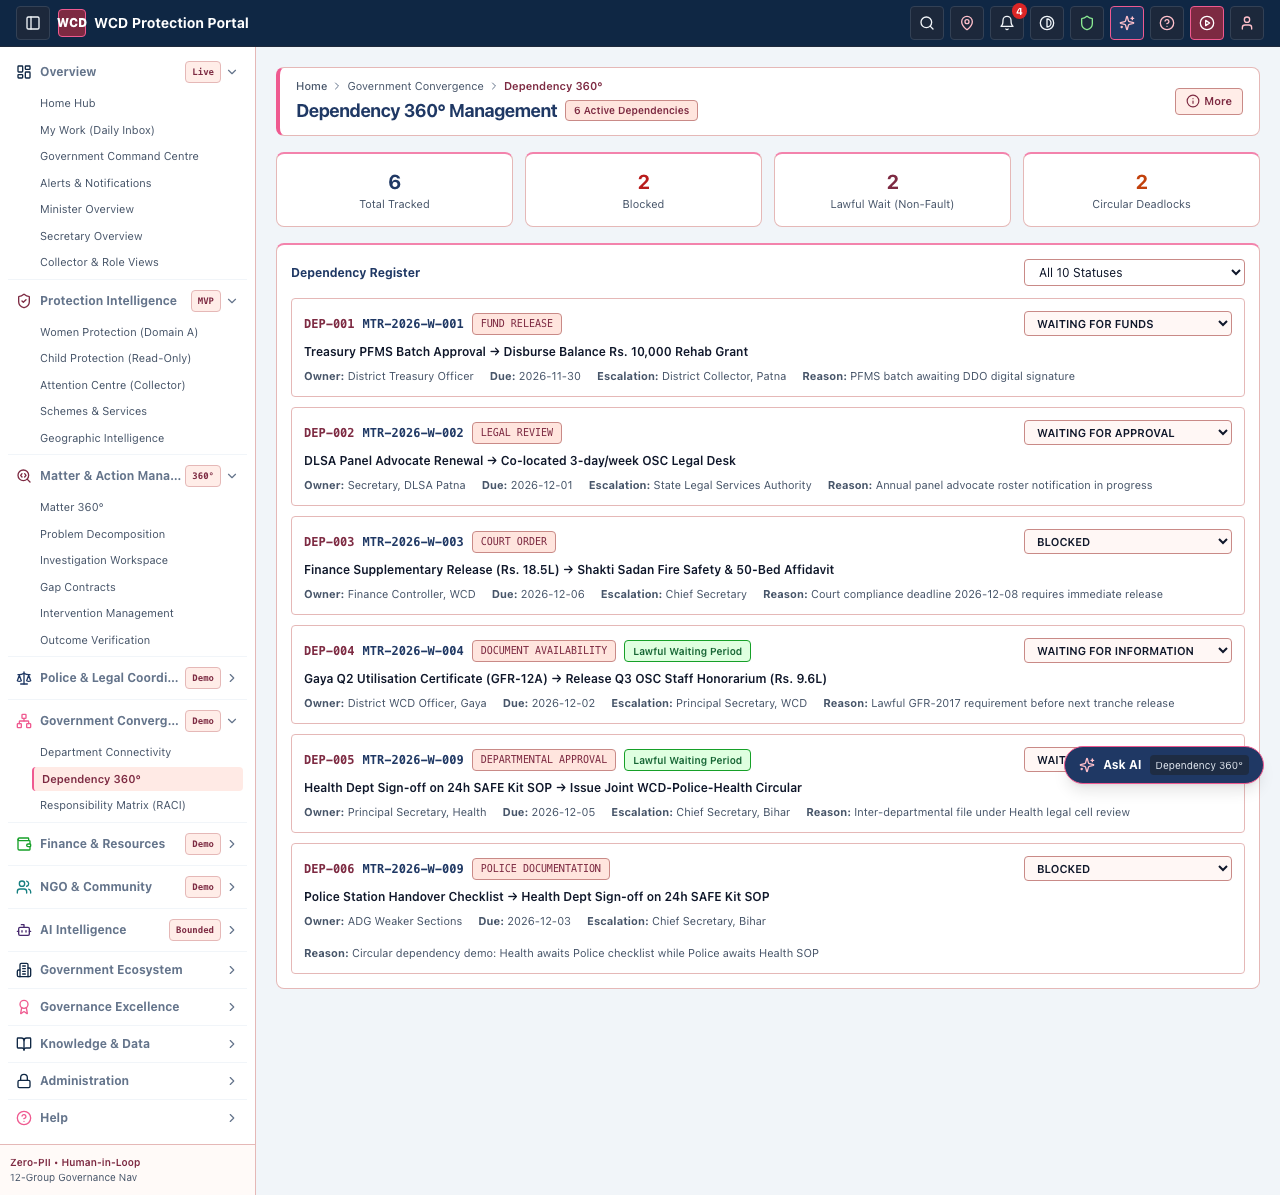 WCD WCD Protection Portal
4
Overview Live
Home Hub
My Work (Daily Inbox)
Government Command Centre
Alerts & Notifications
Minister Overview
Secretary Overview
Collector & Role Views
Protection Intelligence MVP
Women Protection (Domain A)
Child Protection (Read-Only)
Attention Centre (Collector)
Schemes & Services
Geographic Intelligence
Matter & Action Mana... 360°
Matter 360°
Problem Decomposition
Investigation Workspace
Gap Contracts
Intervention Management
Outcome Verification
Police & Legal Coordi... Demo
Government Converg... Demo
Department Connectivity
Dependency 360°
Responsibility Matrix (RACI)
Finance & Resources Demo
NGO & Community Demo
AI Intelligence Bounded
Government Ecosystem
Governance Excellence
Knowledge & Data
Administration
Help
Zero-PII • Human-in-Loop
12-Group Governance Nav
Home > Government Convergence > Dependency 360°
Dependency 360° Management 6 Active Dependencies
More
6
Total Tracked
2
Blocked
2
Lawful Wait (Non-Fault)
2
Circular Deadlocks
Dependency Register
All 10 Statuses
DEP-001 MTR-2026-W-001 FUND RELEASE WAITING FOR FUNDS
Treasury PFMS Batch Approval → Disburse Balance Rs. 10,000 Rehab Grant
Owner: District Treasury Officer Due: 2026-11-30 Escalation: District Collector, Patna Reason: PFMS batch awaiting DDO digital signature
DEP-002 MTR-2026-W-002 LEGAL REVIEW WAITING FOR APPROVAL
DLSA Panel Advocate Renewal → Co-located 3-day/week OSC Legal Desk
Owner: Secretary, DLSA Patna Due: 2026-12-01 Escalation: State Legal Services Authority Reason: Annual panel advocate roster notification in progress
DEP-003 MTR-2026-W-003 COURT ORDER BLOCKED
Finance Supplementary Release (Rs. 18.5L) → Shakti Sadan Fire Safety & 50-Bed Affidavit
Owner: Finance Controller, WCD Due: 2026-12-06 Escalation: Chief Secretary Reason: Court compliance deadline 2026-12-08 requires immediate release
DEP-004 MTR-2026-W-004 DOCUMENT AVAILABILITY Lawful Waiting Period WAITING FOR INFORMATION
Gaya Q2 Utilisation Certificate (GFR-12A) → Release Q3 OSC Staff Honorarium (Rs. 9.6L)
Owner: District WCD Officer, Gaya Due: 2026-12-02 Escalation: Principal Secretary, WCD Reason: Lawful GFR-2017 requirement before next tranche release
DEP-005 MTR-2026-W-009 DEPARTMENTAL APPROVAL Lawful Waiting Period WAIT
Ask AI Dependency 360°
Health Dept Sign-off on 24h SAFE Kit SOP → Issue Joint WCD-Police-Health Circular
Owner: Principal Secretary, Health Due: 2026-12-05 Escalation: Chief Secretary, Bihar Reason: Inter-departmental file under Health legal cell review
DEP-006 MTR-2026-W-009 POLICE DOCUMENTATION BLOCKED
Police Station Handover Checklist → Health Dept Sign-off on 24h SAFE Kit SOP
Owner: ADG Weaker Sections Due: 2026-12-03 Escalation: Chief Secretary, Bihar
Reason: Circular dependency demo: Health awaits Police checklist while Police awaits Health SOP